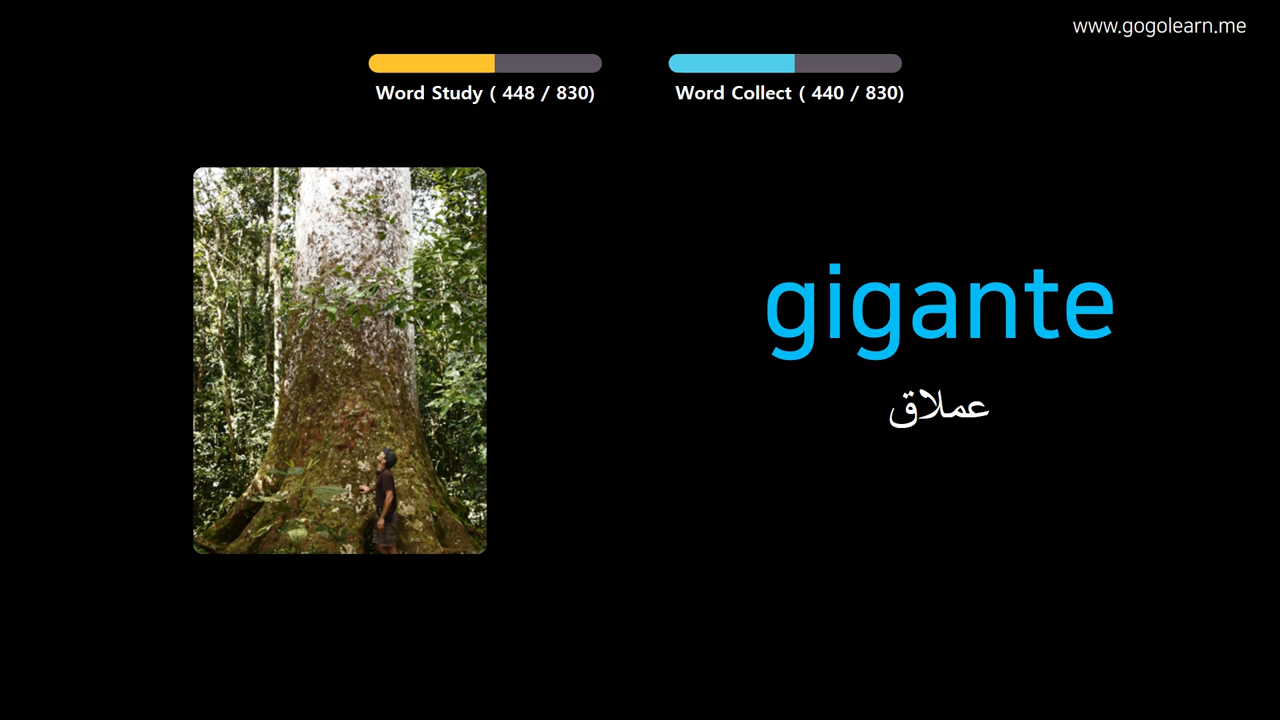 www.gogolearn.me
Word Study ( 448 / 830)
Word Collect ( 440 / 830)
gigante
عملاق